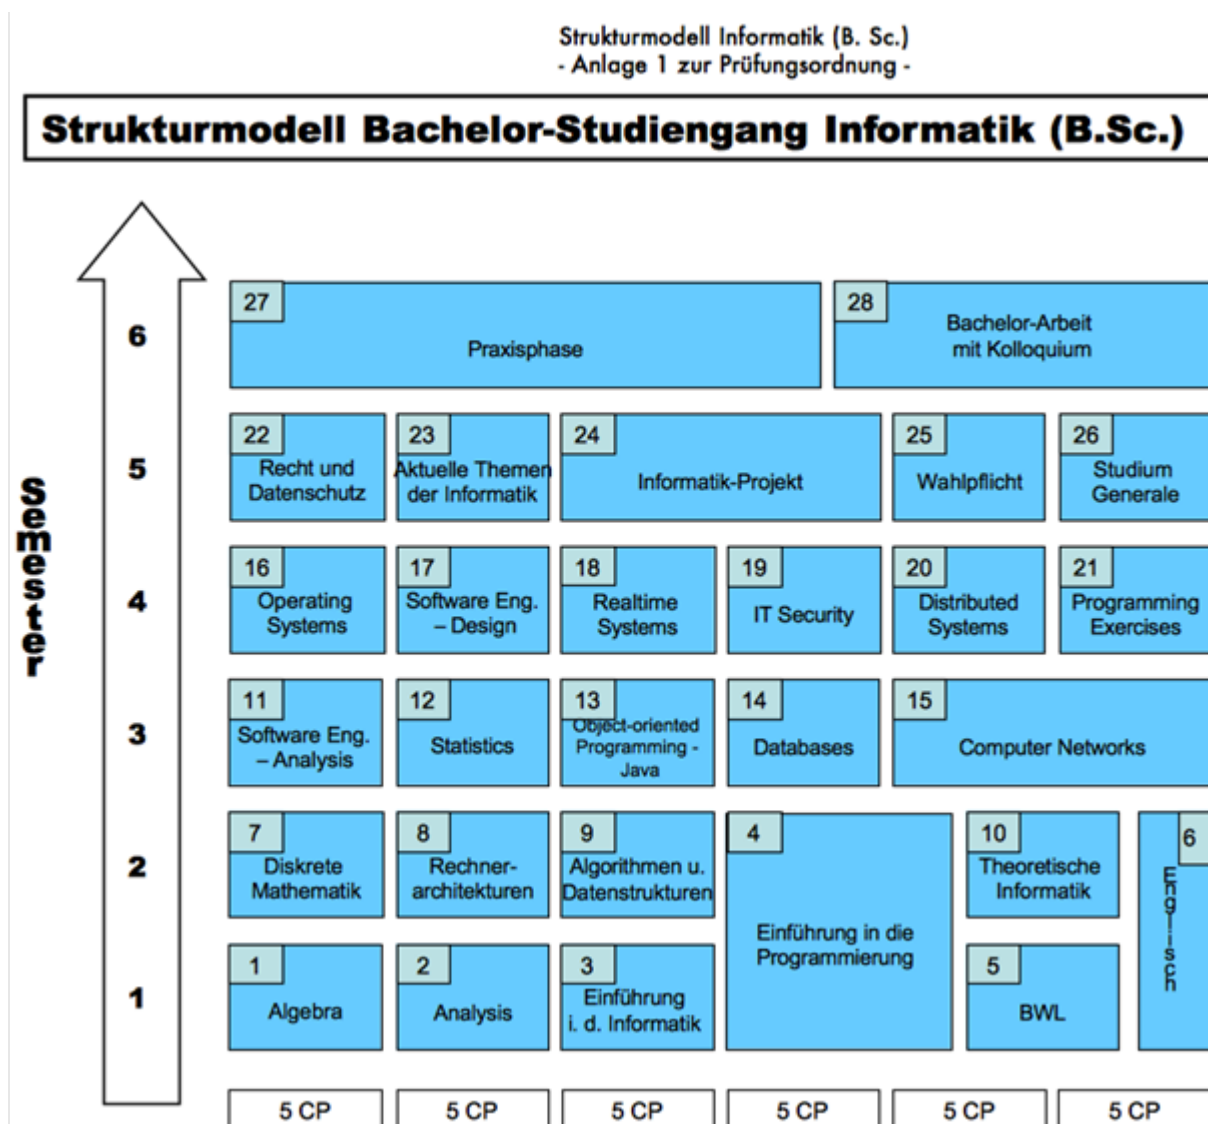 Strukturmodell Informatik (B. Sc.)
- Anlage 1 zur Prüfungsordnung -
Strukturmodell Bachelor-Studiengang Informatik (B.Sc.)
Semester
6
27
Praxisphase
28
Bachelor-Arbeit
mit Kolloquium
5
22
Recht und
Datenschutz
23
Aktuelle Themen
der Informatik
24
Informatik-Projekt
25
Wahlpflicht
26
Studium
Generale
4
16
Operating
Systems
17
Software Eng.
– Design
18
Realtime
Systems
19
IT Security
20
Distributed
Systems
21
Programming
Exercises
3
11
Software Eng.
– Analysis
12
Statistics
13
Object-oriented
Programming -
Java
14
Databases
15
Computer Networks
2
7
Diskrete
Mathematik
8
Rechner-
architekturen
9
Algorithmen u.
Datenstrukturen
4
Einführung in die
Programmierung
10
Theoretische
Informatik
6
Englisch
1
1
Algebra
2
Analysis
3
Einführung
i. d. Informatik
5
BWL
5 CP
5 CP
5 CP
5 CP
5 CP
5 CP